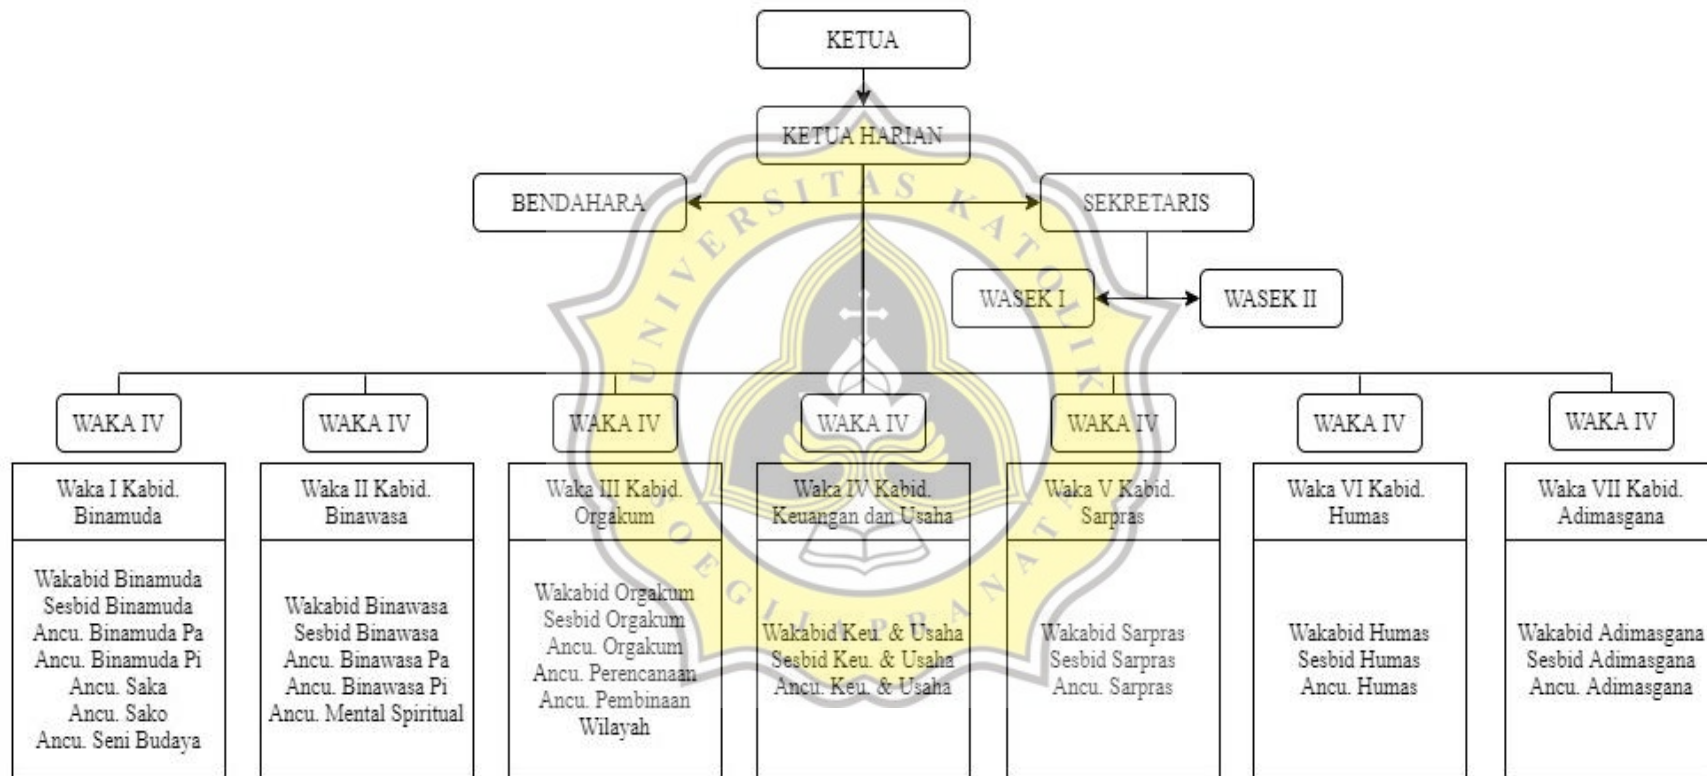 KETUA
KETUA HARIAN
BENDAHARA
SEKRETARIS
WASEK I
WASEK II
WAKA IV
WAKA IV
WAKA IV
WAKA IV
WAKA IV
WAKA IV
WAKA IV
Waka I Kabid.
Binamuda
Wakabid Binamuda
Sesbid Binamuda
Ancu. Binamuda Pa
Ancu. Binamuda Pi
Ancu. Saka
Ancu. Sako
Ancu. Seni Budaya
Waka II Kabid.
Binawasa
Wakabid Binawasa
Sesbid Binawasa
Ancu. Binawasa Pa
Ancu. Binawasa Pi
Ancu. Mental Spiritual
Waka III Kabid.
Orgakum
Wakabid Orgakum
Sesbid Orgakum
Ancu. Orgakum
Ancu. Perencanaan
Ancu. Pembinaan
Wilayah
Waka IV Kabid.
Keuangan dan Usaha
Wakabid Keu. & Usaha
Sesbid Keu. & Usaha
Ancu. Keu. & Usaha
Waka V Kabid.
Sarpras
Wakabid Sarpras
Sesbid Sarpras
Ancu. Sarpras
Waka VI Kabid.
Humas
Wakabid Humas
Sesbid Humas
Ancu. Humas
Waka VII Kabid.
Adimasgana
Wakabid Adimasgana
Sesbid Adimasgana
Ancu. Adimasgana
UNIVERSITAS KATOLIK
SOEGIJAPRANATA